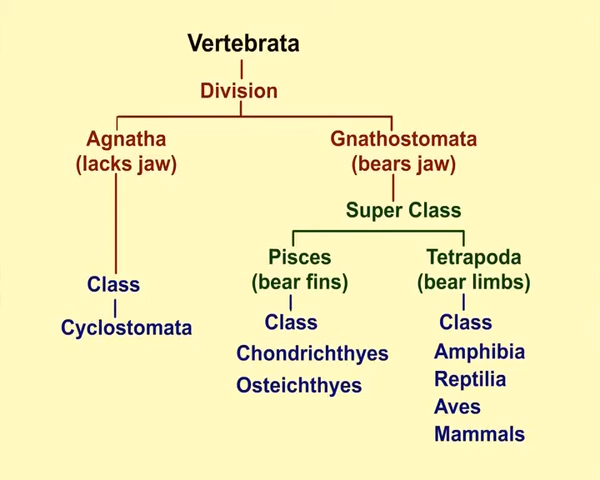 Vertebrata
Division
Agnatha
(lacks jaw)
Gnathostomata
(bears jaw)
Super Class
Pisces
(bear fins)
Tetrapoda
(bear limbs)
Class
Cyclostomata
Class
Chondrichthyes
Osteichthyes
Class
Amphibia
Reptilia
Aves
Mammals